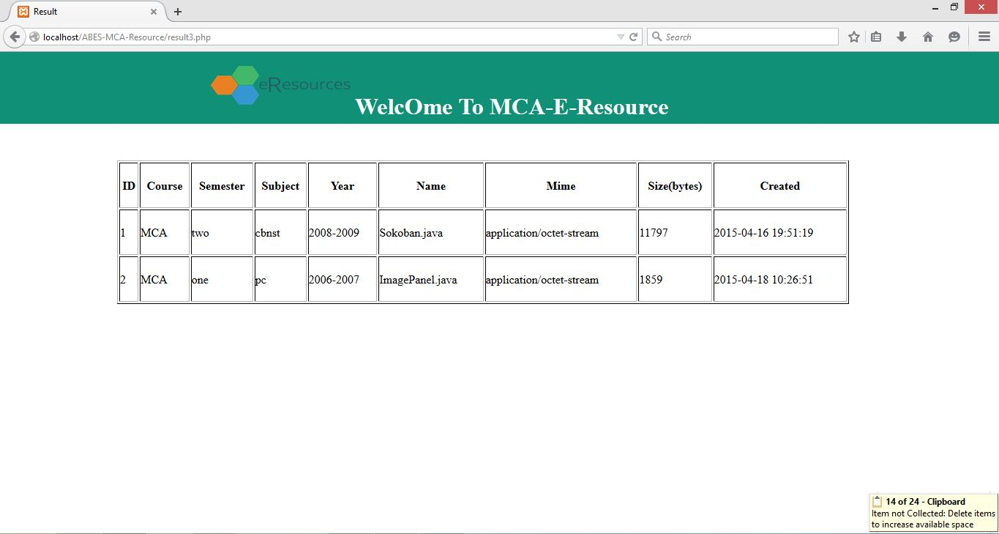 Result
localhost/ABES-MCA-Resource/result3.php
Search
eResources
WelcOme To MCA-E-Resource
ID Course Semester Subject Year Name Mime Size(bytes) Created
1 MCA two cbnst 2008-2009 Sokoban.java application/octet-stream 11797 2015-04-16 19:51:19
2 MCA one pc 2006-2007 ImagePanel.java application/octet-stream 1859 2015-04-18 10:26:51
14 of 24 - Clipboard
Item not Collected: Delete items
to increase available space